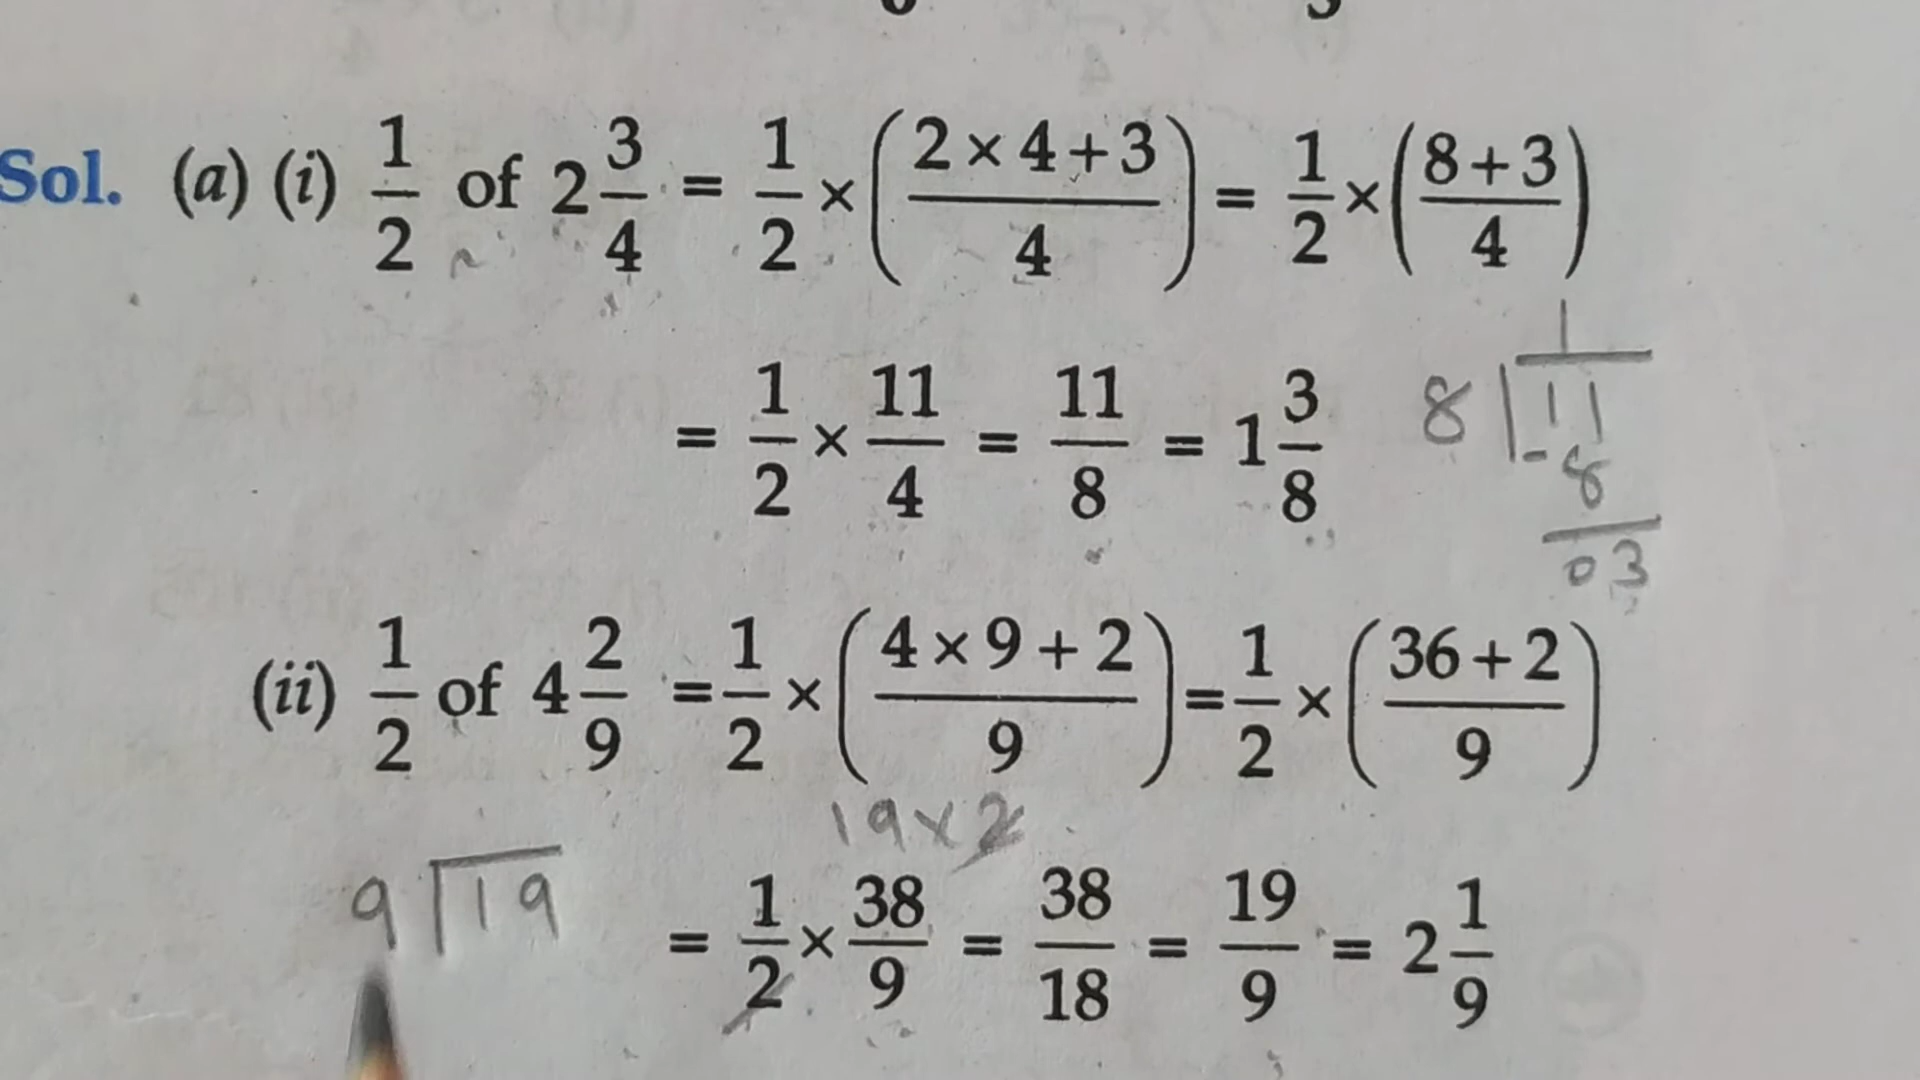 Sol. (a) (i) 1/2 of 2 3/4 = 1/2 × ((2 × 4 + 3)/4) = 1/2 × ((8 + 3)/4)
= 1/2 × 11/4 = 11/8 = 1 3/8
1
8 11
- 8
03
(ii) 1/2 of 4 2/9 = 1/2 × ((4 × 9 + 2)/9) = 1/2 × ((36 + 2)/9)
19 × 2
9 19
= 1/2 × 38/9 = 38/18 = 19/9 = 2 1/9